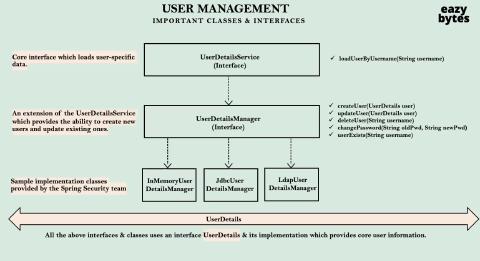 USER MANAGEMENT
IMPORTANT CLASSES & INTERFACES
eazy
bytes
Core interface which loads user-specific
data.
UserDetailsService
(Interface)
✓ loadUserByUsername(String username)
An extension of the UserDetailsService
which provides the ability to create new
users and update existing ones.
UserDetailsManager
(Interface)
✓ createUser(UserDetails user)
✓ updateUser(UserDetails user)
✓ deleteUser(String username)
✓ changePassword(String oldPwd, String newPwd)
✓ userExists(String username)
Sample implementation classes
provided by the Spring Security team
InMemoryUser
DetailsManager
JdbcUser
DetailsManager
LdapUser
DetailsManager
UserDetails
All the above interfaces & classes uses an interface UserDetails & its implementation which provides core user information.